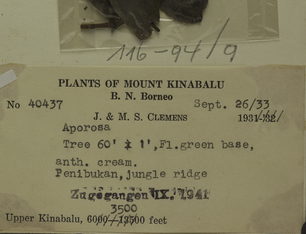 116-94/9
PLANTS OF MOUNT KINABALU
B. N. Borneo
No 40437 Sept. 26/33
J. & M. S. CLEMENS 1931-32/
Aporosa
Tree 60' x 1', Fl.green base,
anth. cream.
Penibukan, jungle ridge
Zugegangen IX. 1941
3500
Upper Kinabalu, 6000-13500 feet